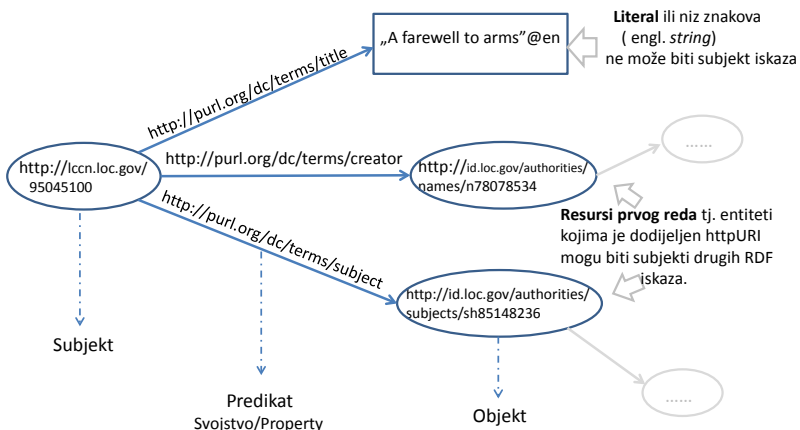 http://purl.org/dc/terms/title
„A farewell to arms”@en
Literal ili niz znakova
( engl. string)
ne može biti subjekt iskaza
http://lccn.loc.gov/
95045100
http://purl.org/dc/terms/creator
http://id.loc.gov/authorities/
names/n78078534
......
http://purl.org/dc/terms/subject
Resursi prvog reda tj. entiteti
kojima je dodijeljen httpURI
mogu biti subjekti drugih RDF
iskaza.
http://id.loc.gov/authorities/
subjects/sh85148236
......
Subjekt
Predikat
Svojstvo/Property
Objekt